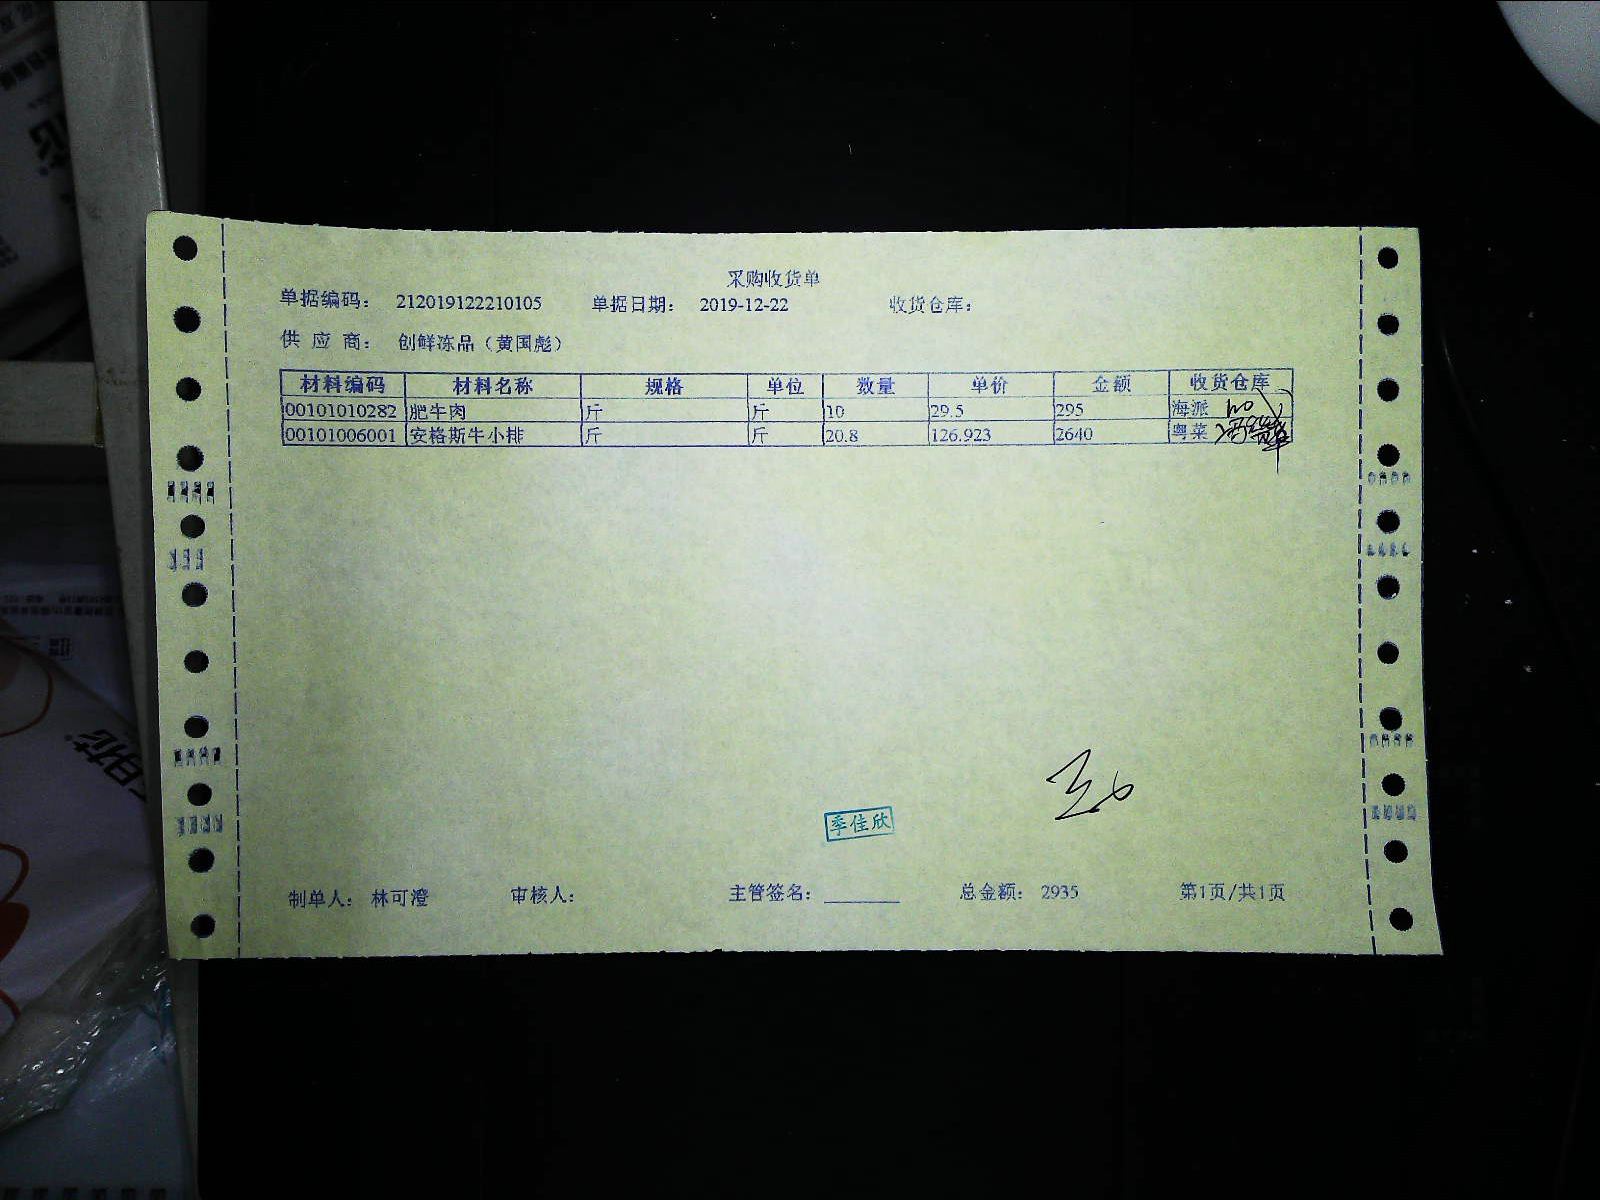 采购收货单
单据编码： 212019122210105 单据日期： 2019-12-22 收货仓库：
供 应 商： 创鲜冻品（黄国彪）
材料编码 材料名称 规格 单位 数量 单价 金额 收货仓库
00101010282 肥牛肉 斤 斤 10 29.5 295 海派
00101006001 安格斯牛小排 斤 斤 20.8 126.923 2640 粤菜
季佳欣
制单人： 林可澄 审核人： 主管签名： 总金额： 2935 第1页/共1页